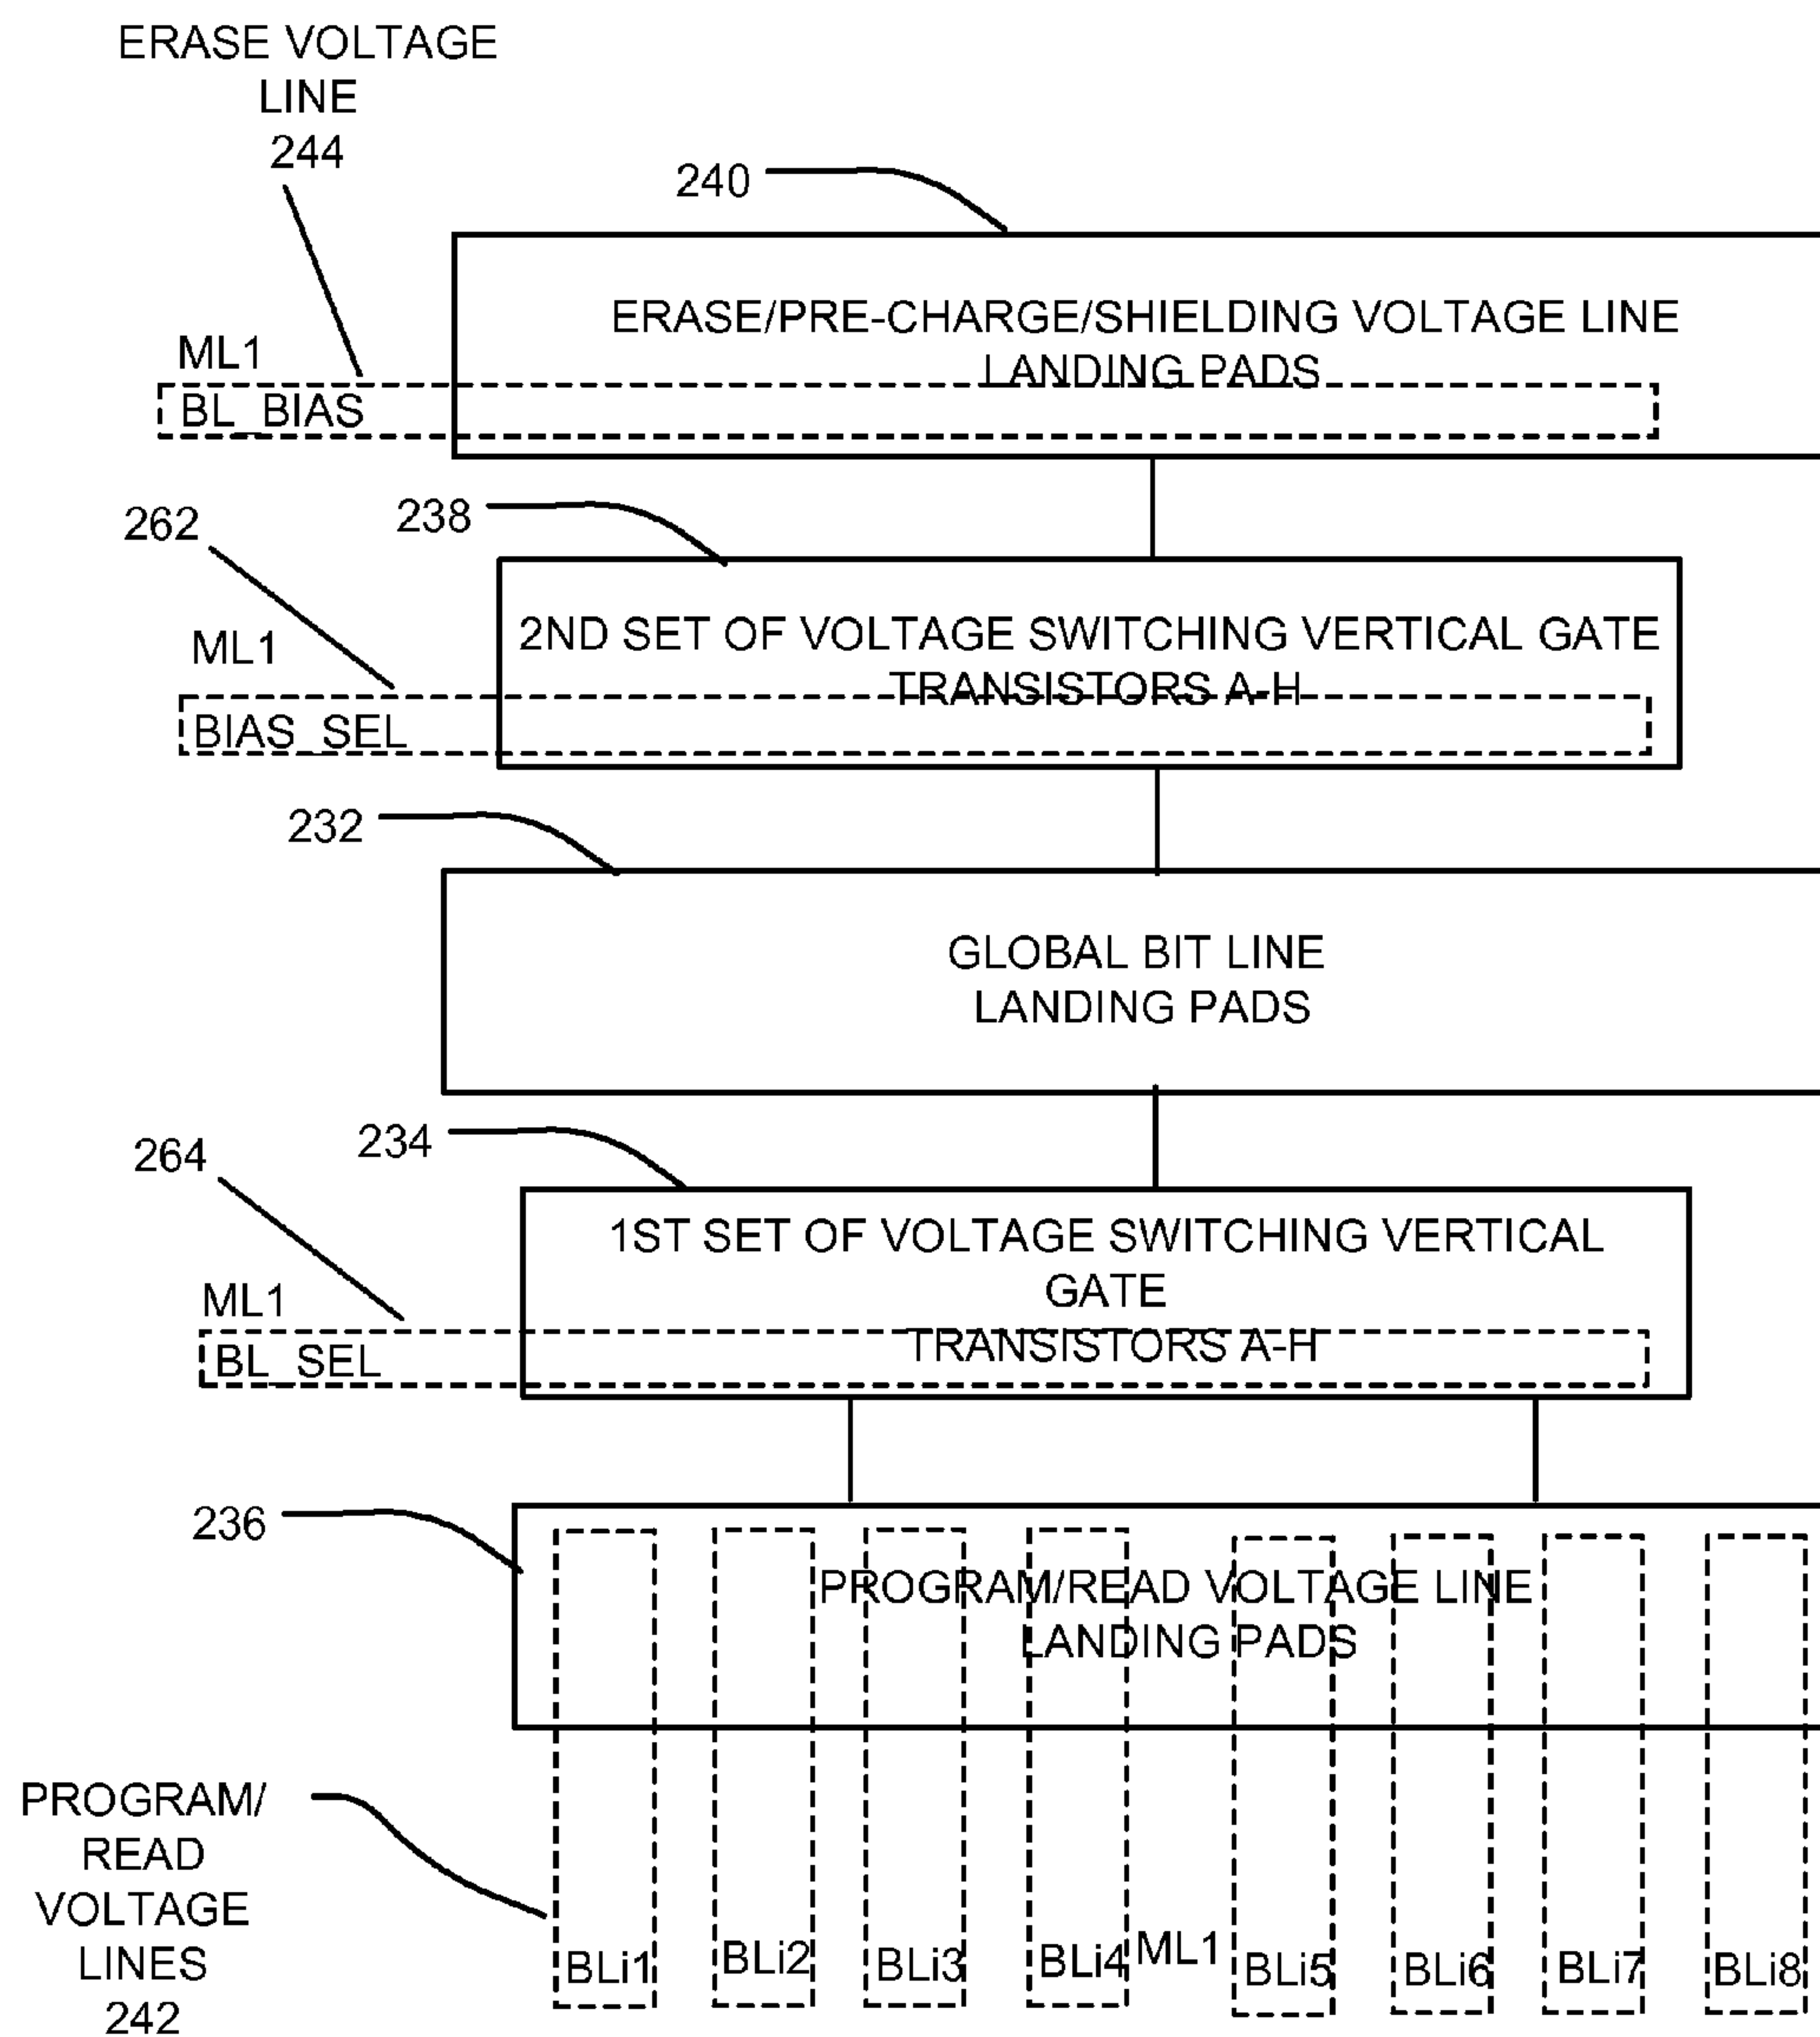 ERASE VOLTAGE
LINE
244
240
ERASE/PRE-CHARGE/SHIELDING VOLTAGE LINE
LANDING PADS
ML1
BL_BIAS
262
238
2ND SET OF VOLTAGE SWITCHING VERTICAL GATE
TRANSISTORS A-H
ML1
BIAS_SEL
232
GLOBAL BIT LINE
LANDING PADS
264
234
1ST SET OF VOLTAGE SWITCHING VERTICAL
GATE
TRANSISTORS A-H
ML1
BL_SEL
236
PROGRAM/READ VOLTAGE LINE
LANDING PADS
PROGRAM/
READ
VOLTAGE
LINES
242
BLi1
BLi2
BLi3
BLi4
ML1
BLi5
BLi6
BLi7
BLi8